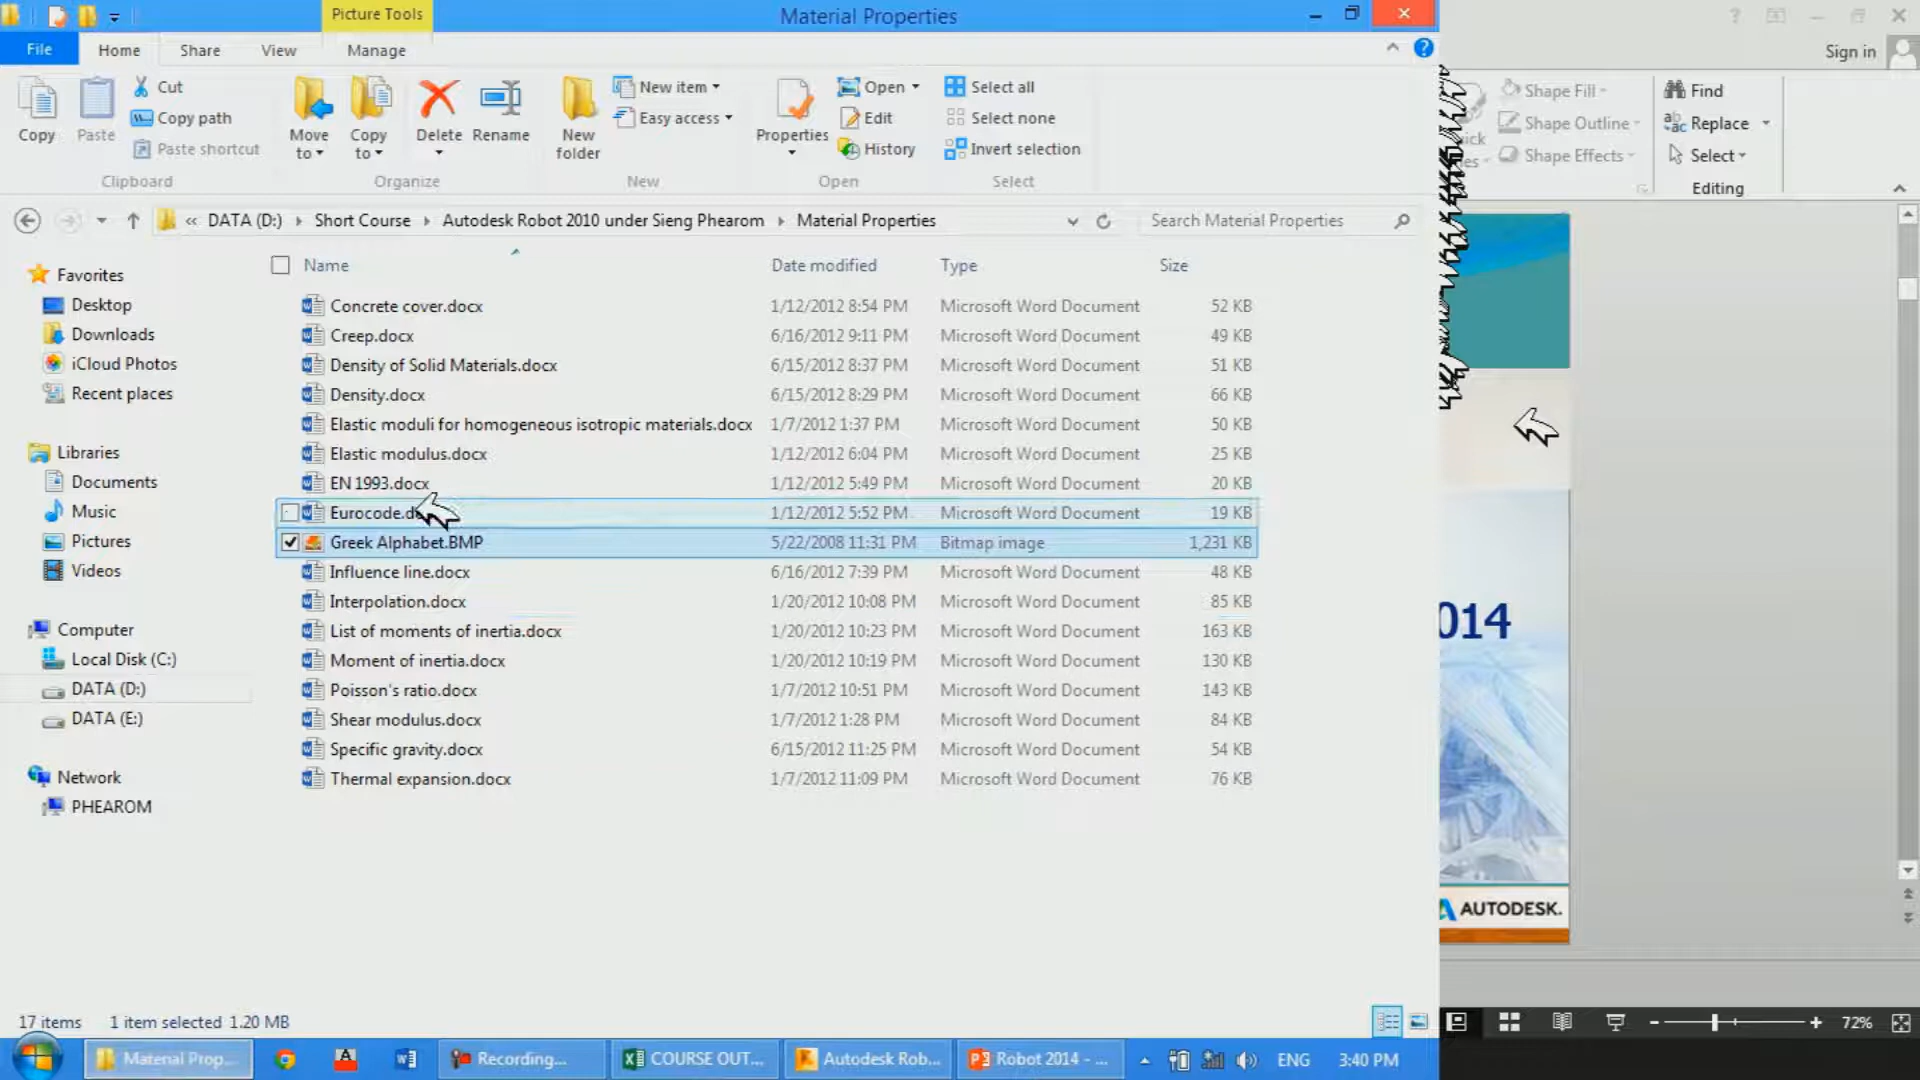 Picture Tools
Material Properties
File Home Share View Manage
Sign in
Copy
Paste
Cut
Copy path
Paste shortcut
Clipboard
Move to
Copy to
Delete
Rename
Organize
New folder
New item
Easy access
New
Properties
Open
Edit
History
Open
Select all
Select none
Invert selection
Select
Shape Fill
Shape Outline
Shape Effects
Find
Replace
Select
Editing
« DATA (D:) Short Course Autodesk Robot 2010 under Sieng Phearom Material Properties
Search Material Properties
Favorites
Desktop
Downloads
iCloud Photos
Recent places
Libraries
Documents
Music
Pictures
Videos
Computer
Local Disk (C:)
DATA (D:)
DATA (E:)
Network
PHEAROM
Name Date modified Type Size
Concrete cover.docx 1/12/2012 8:54 PM Microsoft Word Document 52 KB
Creep.docx 6/16/2012 9:11 PM Microsoft Word Document 49 KB
Density of Solid Materials.docx 6/15/2012 8:37 PM Microsoft Word Document 51 KB
Density.docx 6/15/2012 8:29 PM Microsoft Word Document 66 KB
Elastic moduli for homogeneous isotropic materials.docx 1/7/2012 1:37 PM Microsoft Word Document 50 KB
Elastic modulus.docx 1/12/2012 6:04 PM Microsoft Word Document 25 KB
EN 1993.docx 1/12/2012 5:49 PM Microsoft Word Document 20 KB
Eurocode.d 1/12/2012 5:52 PM Microsoft Word Document 19 KB
Greek Alphabet.BMP 5/22/2008 11:31 PM Bitmap image 1,231 KB
Influence line.docx 6/16/2012 7:39 PM Microsoft Word Document 48 KB
Interpolation.docx 1/20/2012 10:08 PM Microsoft Word Document 85 KB
List of moments of inertia.docx 1/20/2012 10:23 PM Microsoft Word Document 163 KB
Moment of inertia.docx 1/20/2012 10:19 PM Microsoft Word Document 130 KB
Poisson's ratio.docx 1/7/2012 10:51 PM Microsoft Word Document 143 KB
Shear modulus.docx 1/7/2012 1:28 PM Microsoft Word Document 84 KB
Specific gravity.docx 6/15/2012 11:25 PM Microsoft Word Document 54 KB
Thermal expansion.docx 1/7/2012 11:09 PM Microsoft Word Document 76 KB
014
AUTODESK.
17 items 1 item selected 1.20 MB
72%
Material Prop...
Recording...
COURSE OUT...
Autodesk Rob...
Robot 2014 - ...
ENG
3:40 PM